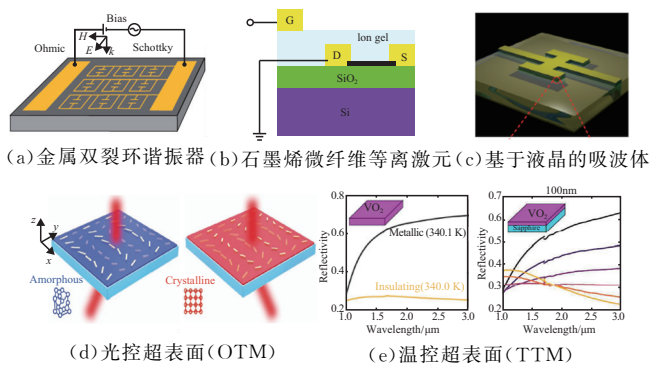 Bias
H
E
k
Ohmic
Schottky
G
Ion gel
D
S
SiO₂
Si
(a)金属双裂环谐振器
(b)石墨烯微纤维等离激元
(c)基于液晶的吸波体
z
y
x
Amorphous
Crystalline
(d)光控超表面(OTM)
0.8
0.6
0.4
0.2
Reflectivity
VO₂
Metallic (340.1 K)
Insulating(340.0 K)
1.0 1.5 2.0 2.5 3.0
Wavelength/μm
100nm
0.7
0.6
0.5
0.4
0.3
0.2
Reflectivity
VO₂
Sapphire
1.0 1.5 2.0 2.5 3.0
Wavelength/μm
(e)温控超表面(TTM)